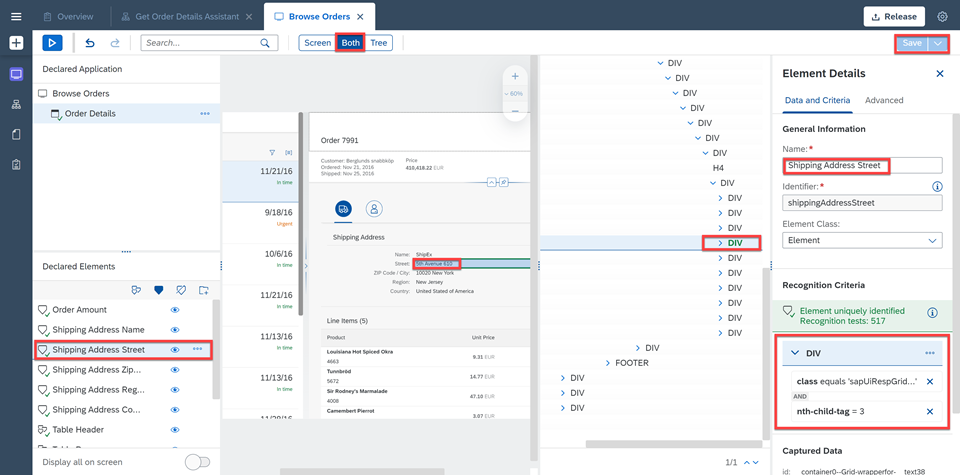 Overview
Get Order Details Assistant
Browse Orders
Release
Search...
Screen
Both
Tree
Save
Declared Application
Browse Orders
Order Details
Declared Elements
Order Amount
Shipping Address Name
Shipping Address Street
Shipping Address Zip...
Shipping Address Reg...
Shipping Address Co...
Table Header
Display all on screen
11/21/16
In time
9/18/16
Urgent
10/6/16
In time
11/21/16
In time
11/13/16
In time
11/13/16
In time
11/28/16
60%
Order 7991
Customer: Berglunds snabbköp
Ordered: Nov 21, 2016
Shipped: Nov 25, 2016
Price
418,418.22 EUR
Shipping Address
Name: ShipEx
Street: 5th Avenue 610
ZIP Code / City: 10020 New York
Region: New Jersey
Country: United Stated of America
Line Items (5)
Product
Unit Price
Louisiana Hot Spiced Okra
4663
9.31 EUR
Tunnbröd
5672
14.77 EUR
Sir Rodney's Marmalade
4008
47.10 EUR
Camembert Pierrot
3.87 EUR
DIV
DIV
DIV
DIV
DIV
DIV
DIV
H4
DIV
DIV
DIV
DIV
DIV
DIV
DIV
DIV
DIV
DIV
DIV
DIV
FOOTER
DIV
DIV
DIV
1/1
Element Details
Data and Criteria
Advanced
General Information
Name:*
Shipping Address Street
Identifier:*
shippingAddressStreet
Element Class:
Element
Recognition Criteria
Element uniquely identified
Recognition tests: 517
DIV
class equals 'sapUiRespGrid...'
AND
nth-child-tag = 3
Captured Data
id: container0--Grid-wrapperfor-text38